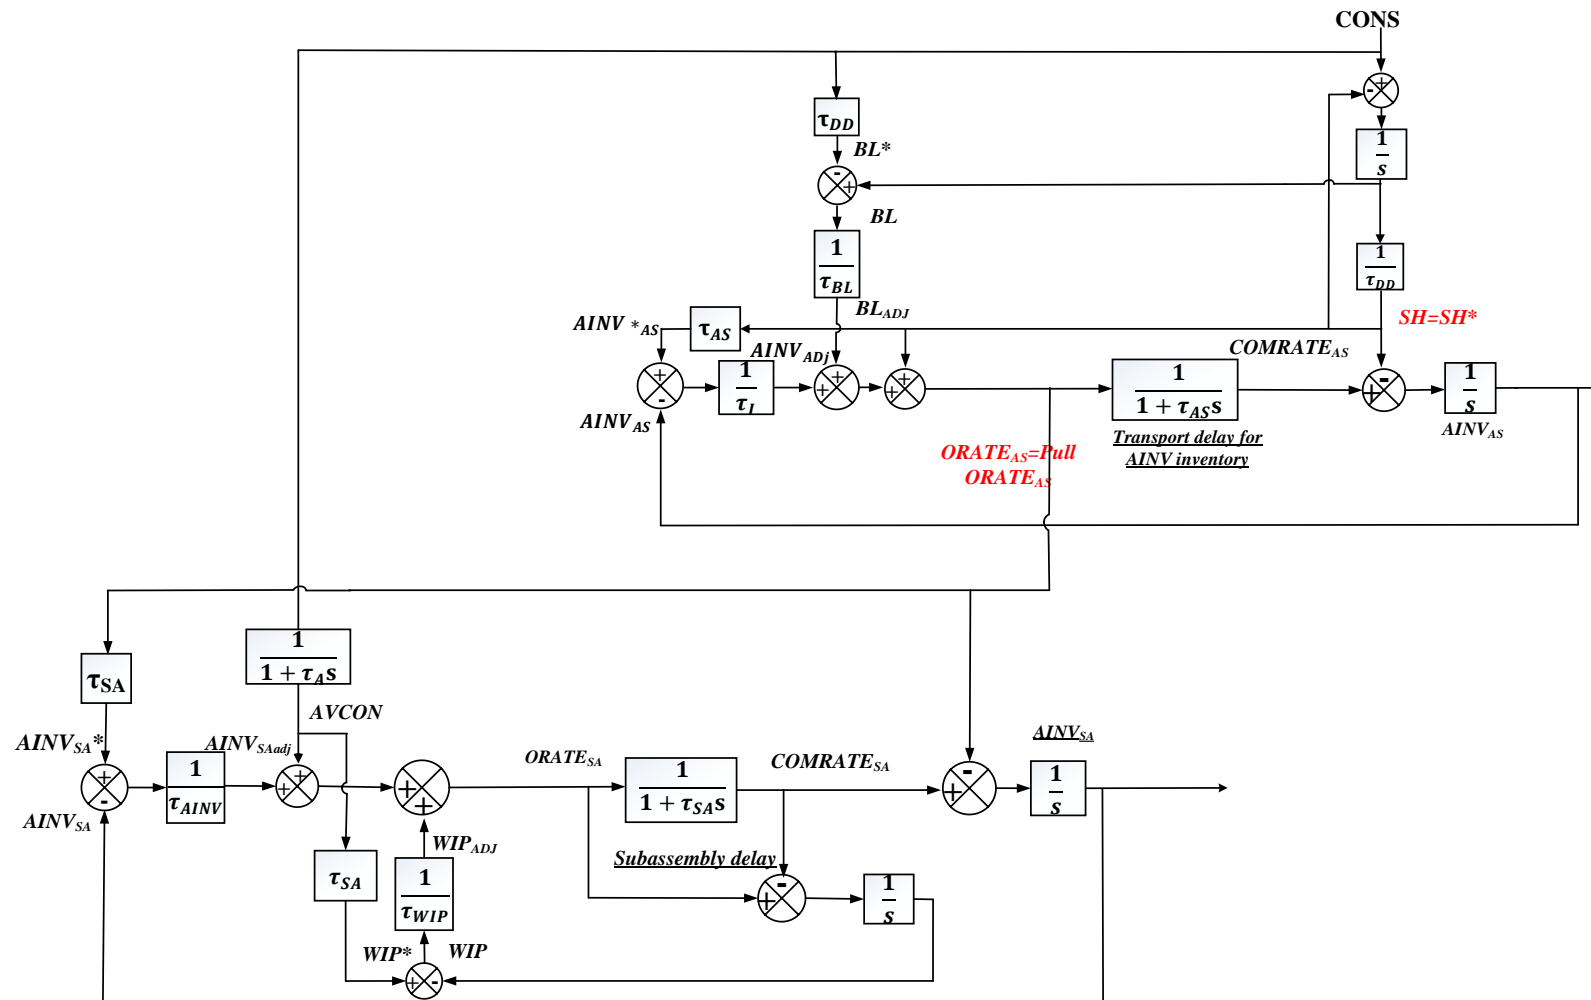 CONS
+
-
τDD
1
s
BL*
-
+
BL
1
τBL
1
τDD
BLADJ
SH=SH*
AINV *AS
τAS
AINVADj
COMRATEAS
+
-
1
τI
+
+
+
+
1
1 + τASs
-
+
1
s
AINVAS
AINVAS
Transport delay for
AINV inventory
ORATEAS=Pull
ORATEAS
1
1 + τAs
τSA
AVCON
AINVSA*
AINVSAadj
ORATESA
COMRATESA
AINVSA
+
-
1
τAINV
+
+
+
+
1
1 + τSAs
-
+
1
s
AINVSA
WIPADJ
Subassembly delay
τSA
1
τWIP
-
+
1
s
WIP*
WIP
+
-